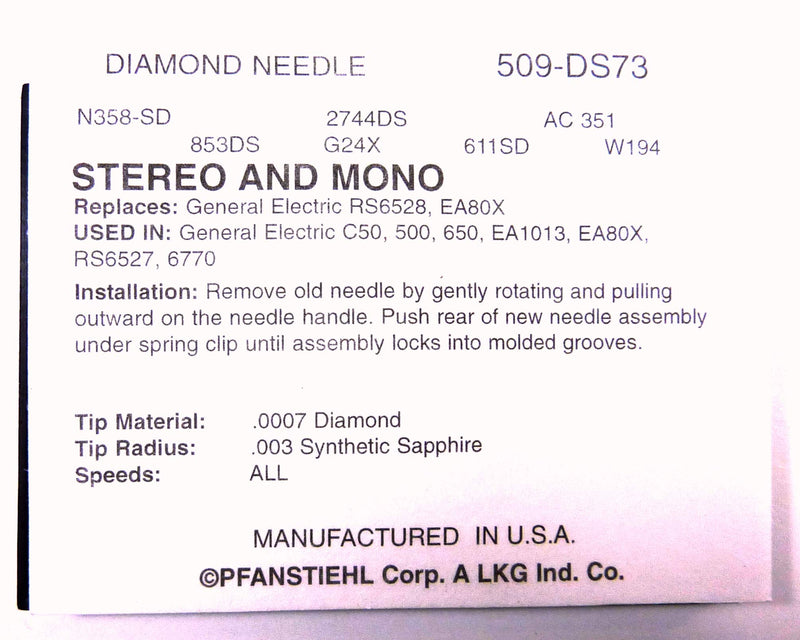 DIAMOND NEEDLE 509-DS73
N358-SD 2744DS AC 351
853DS G24X 611SD W194
STEREO AND MONO
Replaces: General Electric RS6528, EA80X
USED IN: General Electric C50, 500, 650, EA1013, EA80X,
RS6527, 6770
Installation: Remove old needle by gently rotating and pulling
outward on the needle handle. Push rear of new needle assembly
under spring clip until assembly locks into molded grooves.
Tip Material: .0007 Diamond
Tip Radius: .003 Synthetic Sapphire
Speeds: ALL
MANUFACTURED IN U.S.A.
©PFANSTIEHL Corp. A LKG Ind. Co.